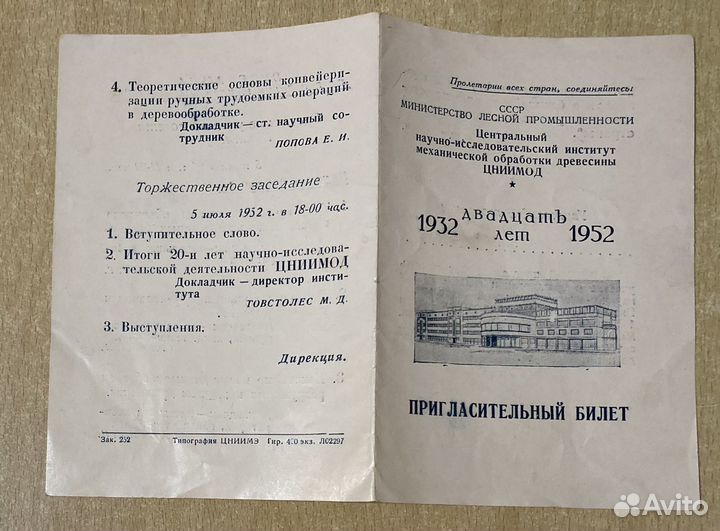 4. Теоретические основы конвейери-
зации ручных трудоемких операций
в деревообработке.
Докладчик — ст. научный со-
трудник
ПОПОВА Е. И.
Торжественное заседание
5 июля 1952 г. в 18-00 час.
1. Вступительное слово.
2. Итоги 20-и лет научно-исследова-
тельской деятельности ЦНИИМОД
Докладчик — директор инсти-
тута
ТОВСТОЛЕС М. Д.
3. Выступления.
Дирекция.
Зак. 252 Типография ЦНИИМЭ Тир. экз. Л02297
Пролетарии всех стран, соединяйтесь!
СССР
МИНИСТЕРСТВО ЛЕСНОЙ ПРОМЫШЛЕННОСТИ
Центральный
научно-исследовательский институт
механической обработки древесины
ЦНИИМОД
1932 двадцать лет 1952
ПРИГЛАСИТЕЛЬНЫЙ БИЛЕТ
Avito